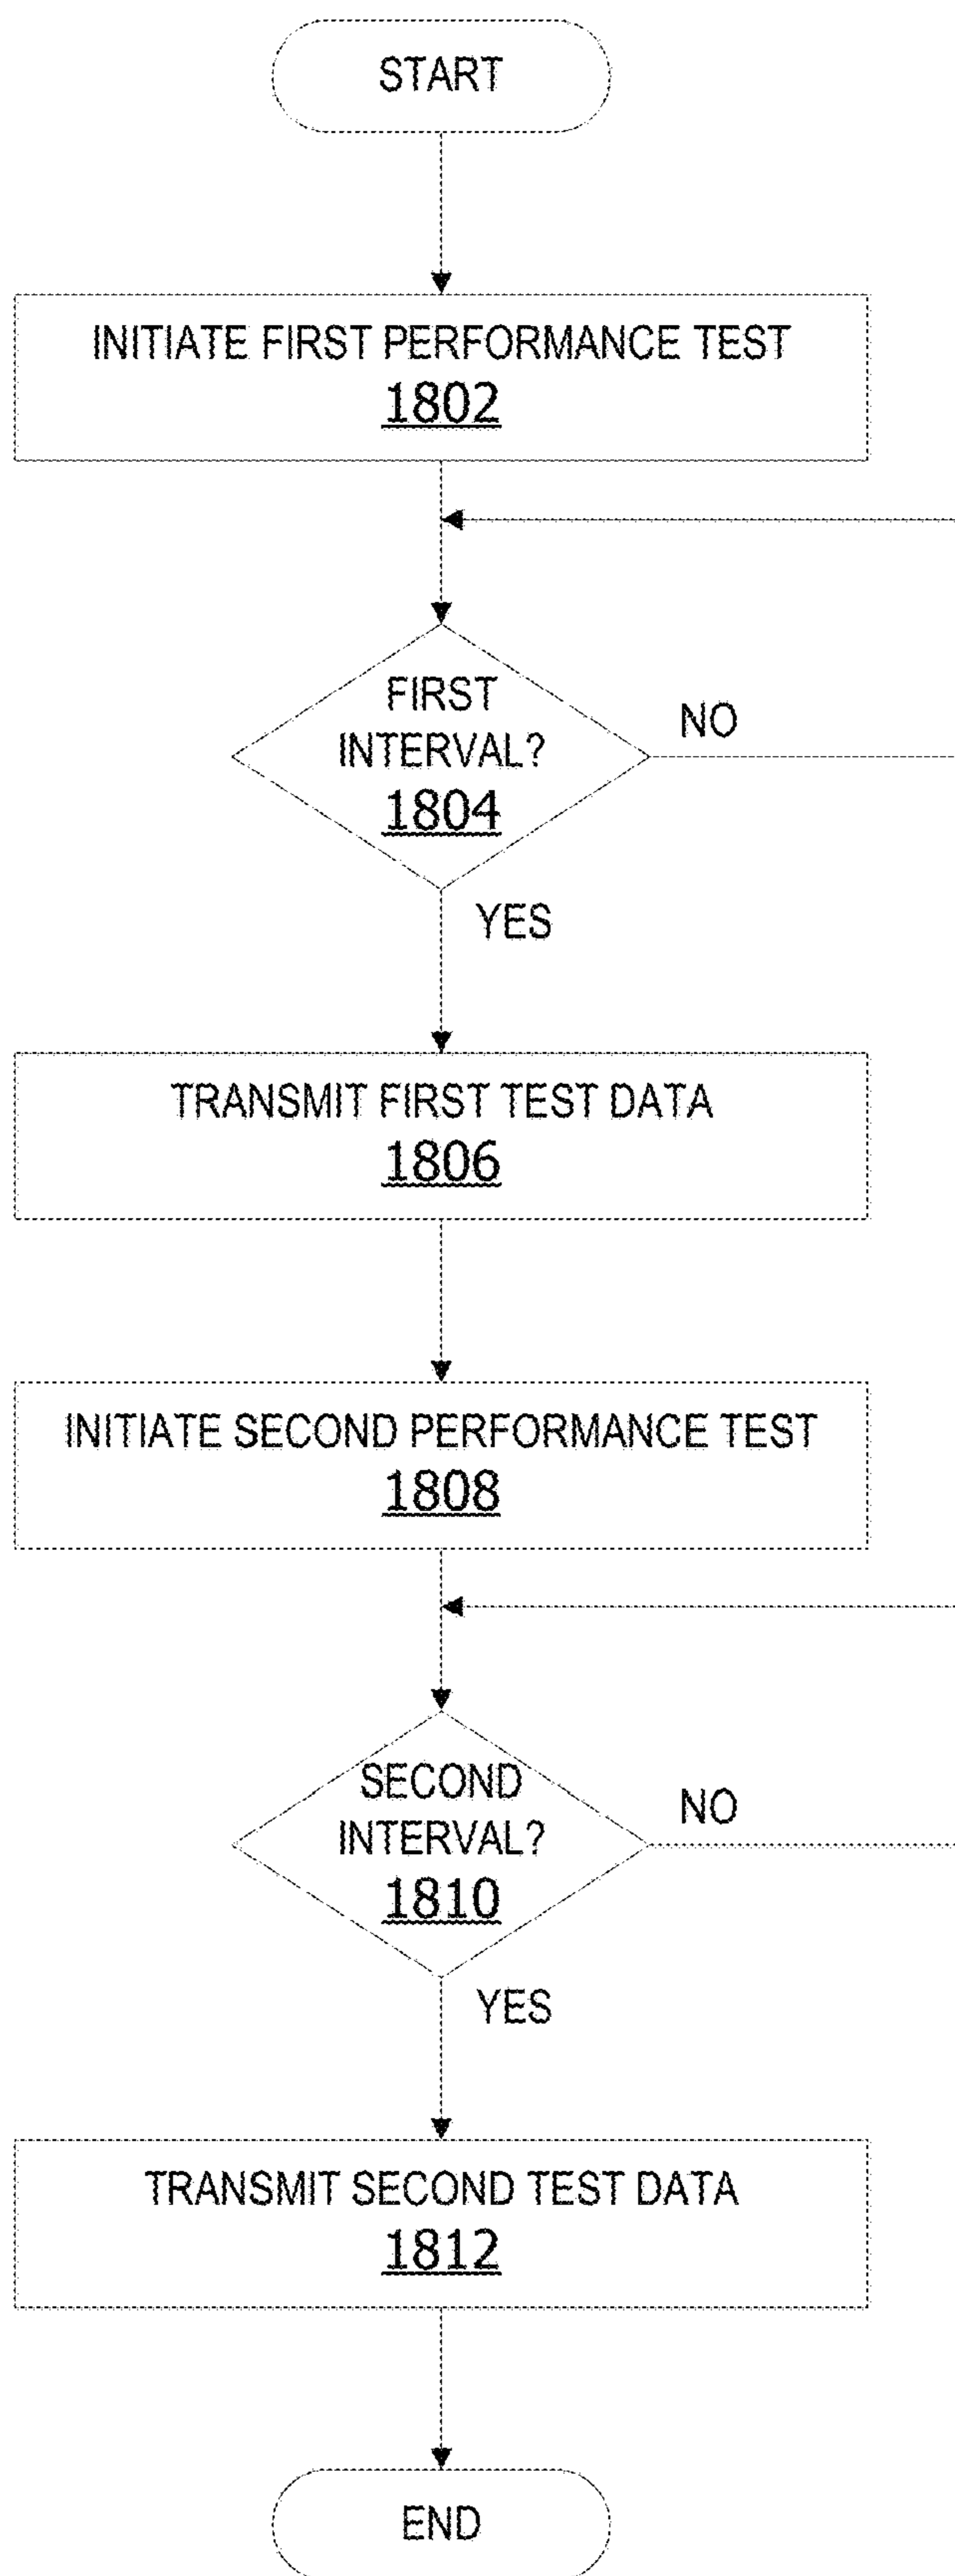 START
INITIATE FIRST PERFORMANCE TEST
1802
FIRST
INTERVAL?
1804
NO
YES
TRANSMIT FIRST TEST DATA
1806
INITIATE SECOND PERFORMANCE TEST
1808
SECOND
INTERVAL?
1810
NO
YES
TRANSMIT SECOND TEST DATA
1812
END